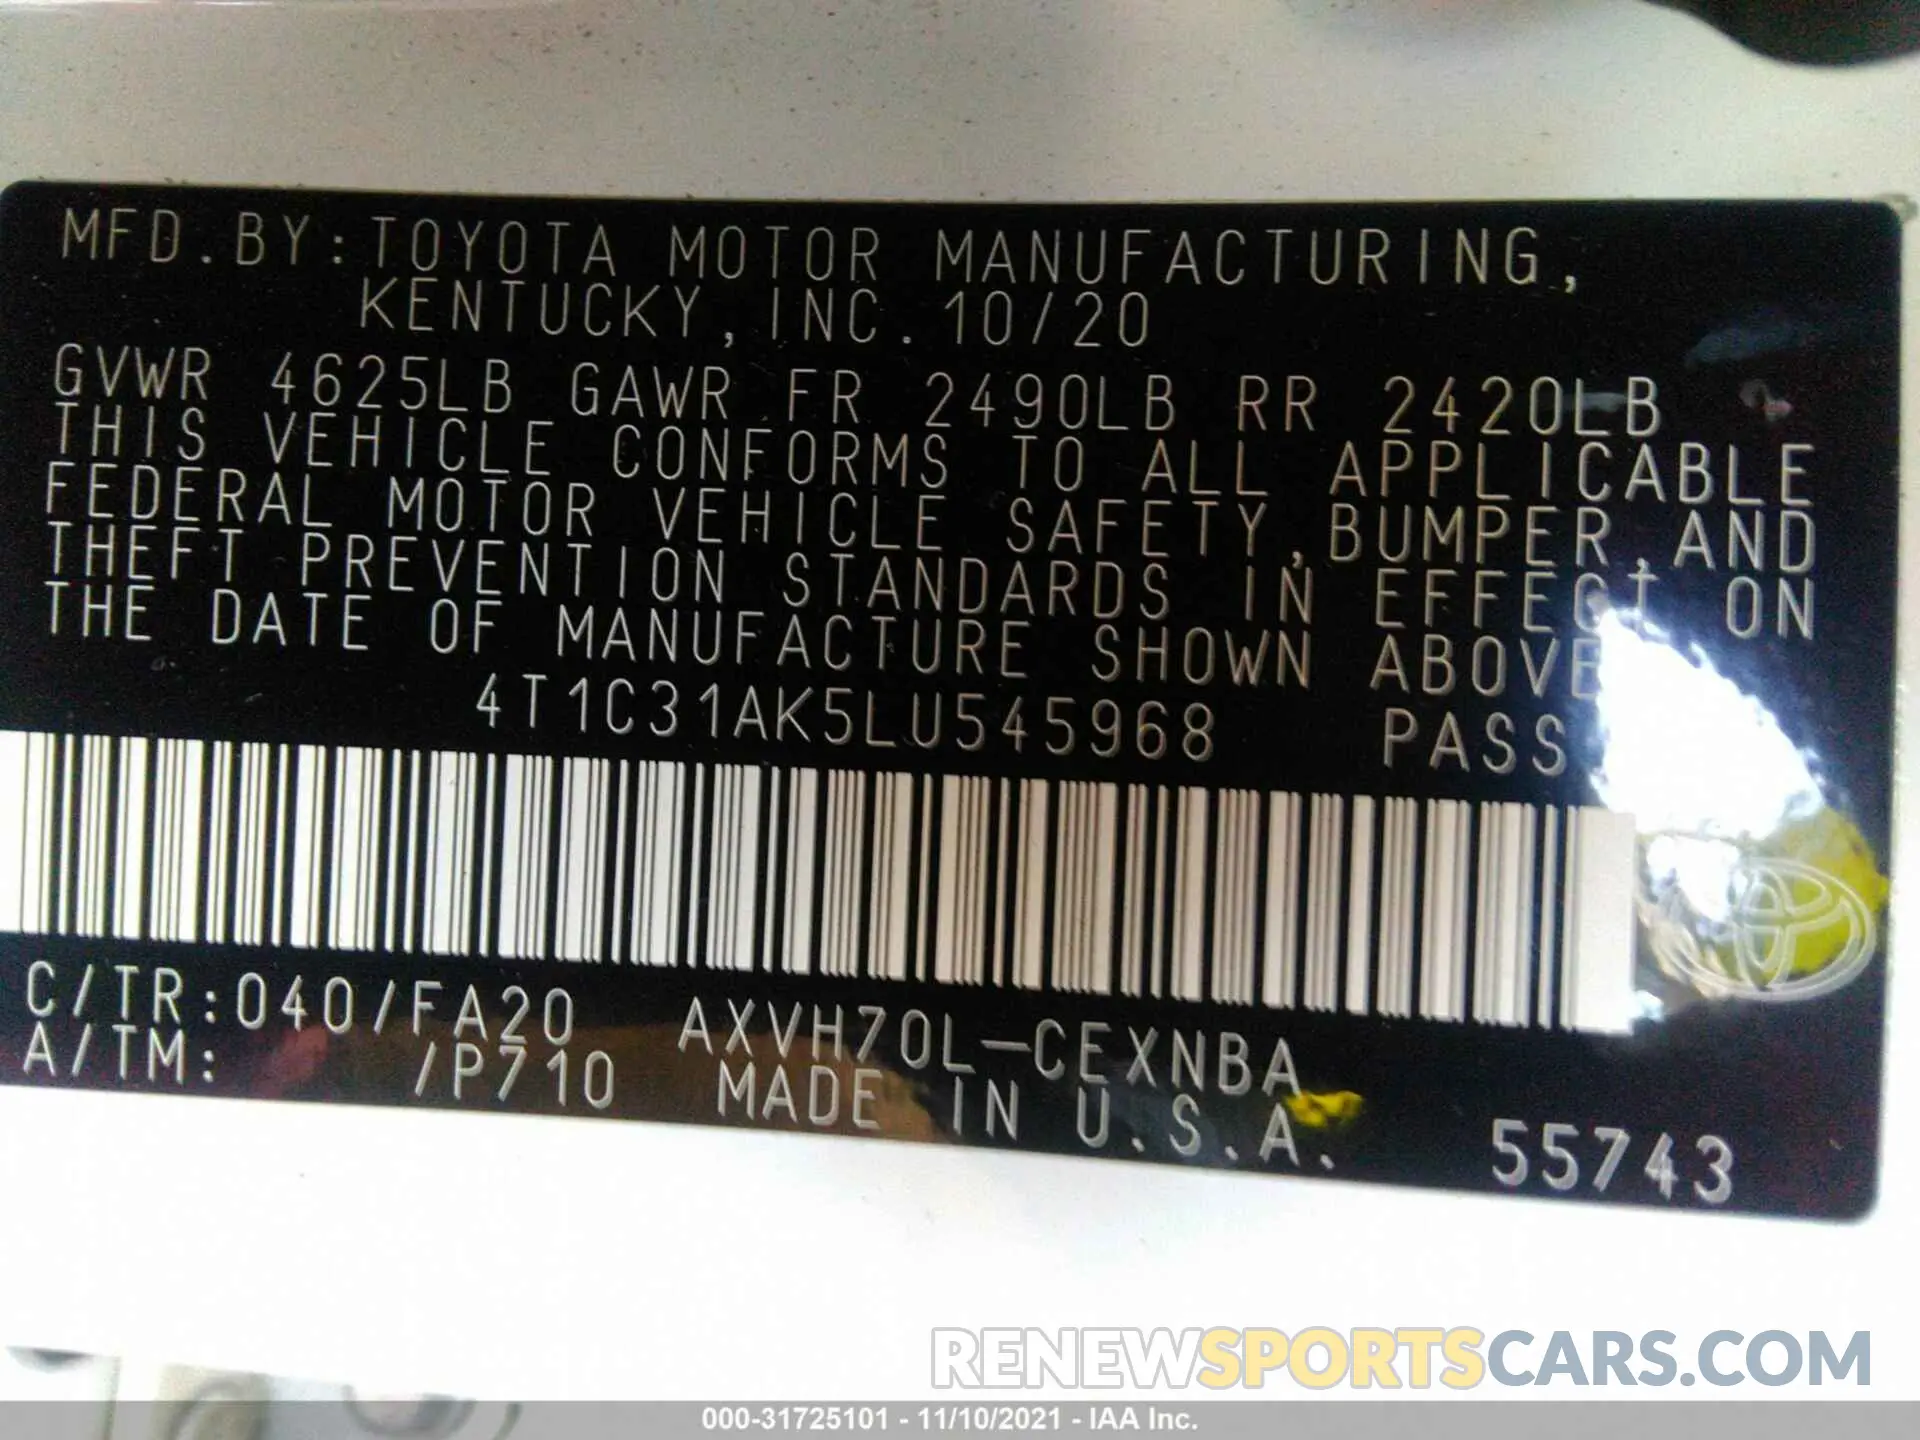 MFD.BY:TOYOTA MOTOR MANUFACTURING,
KENTUCKY,INC.10/20
GVWR 4625LB GAWR FR 2490LB RR 2420LB
THIS VEHICLE CONFORMS TO ALL APPLICABLE
FEDERAL MOTOR VEHICLE SAFETY,BUMPER,AND
THEFT PREVENTION STANDARDS IN EFFECT ON
THE DATE OF MANUFACTURE SHOWN ABOVE
4T1C31AK5LU545968 PASS
C/TR:040/FA20 AXVH70L-CEXNBA
A/TM: /P710 MADE IN U.S.A.
55743
RENEWSPORTSCARS.COM
000-31725101 - 11/10/2021 - IAA Inc.